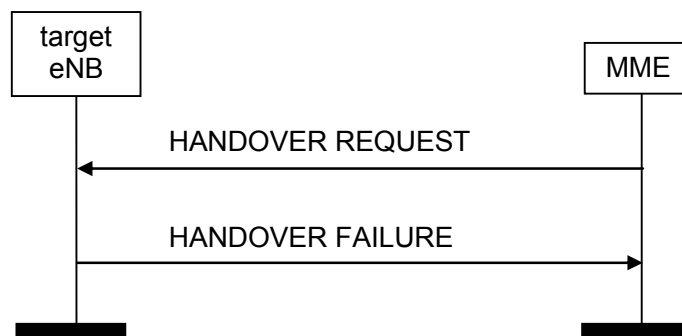 target
eNB
MME
HANDOVER REQUEST
HANDOVER FAILURE